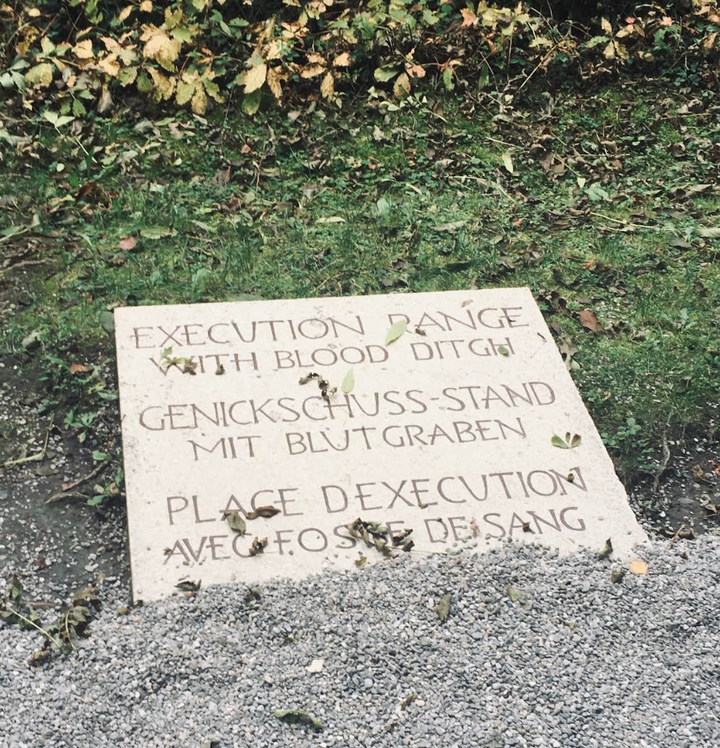 EXECUTION RANGE
WITH BLOOD DITCH
GENICKSCHUSS-STAND
MIT BLUTGRABEN
PLACE D'EXECUTION
AVEC FOSSE DE SANG